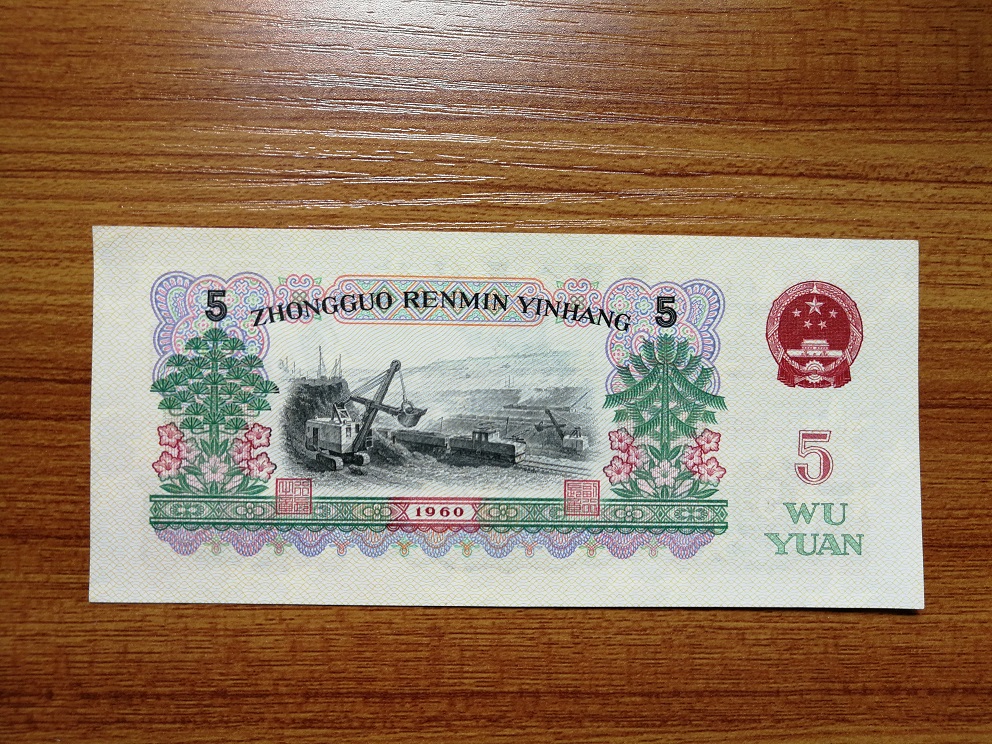 5 ZHONGGUO RENMIN YINHANG 5
1960
5
WU
YUAN